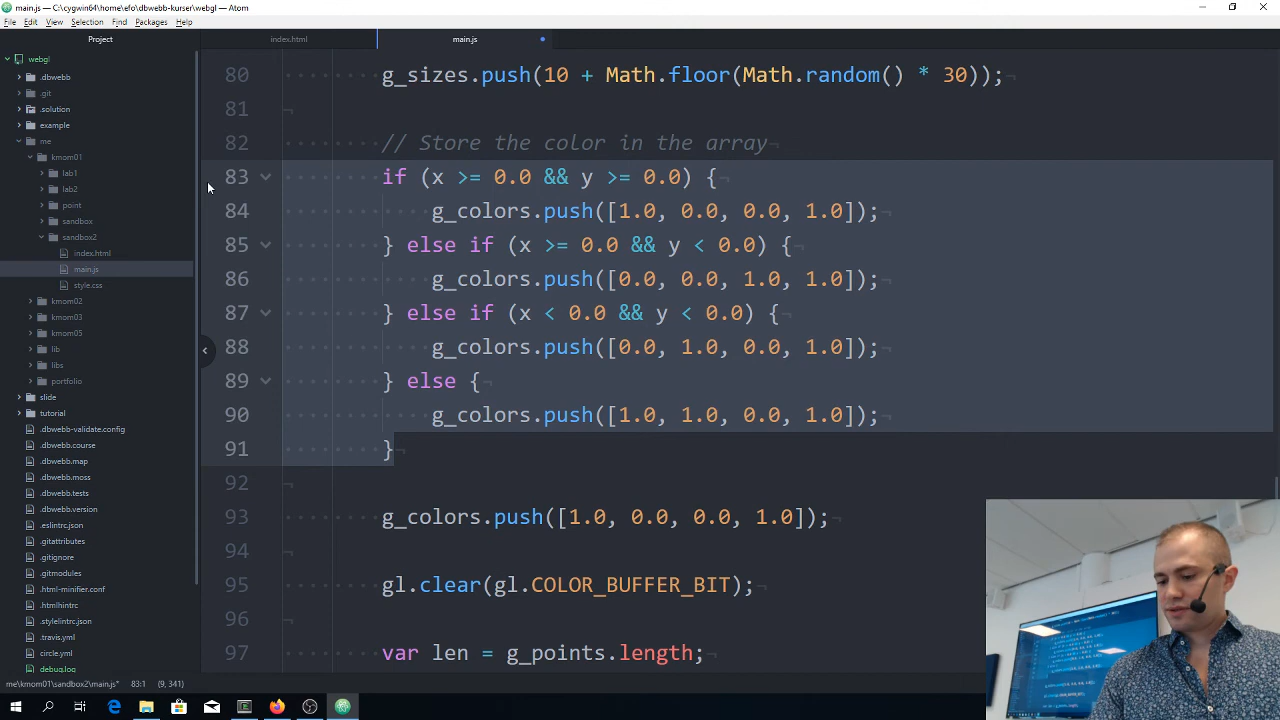 main.js — C:\cygwin64\home\efo\dbwebb-kurser\webgl — Atom
File Edit View Selection Find Packages Help
Project
index.html
main.js
webgl
.dbwebb
.git
.solution
example
me
kmom01
lab1
lab2
point
sandbox
sandbox2
index.html
main.js
style.css
kmom02
kmom03
kmom05
lib
libs
portfolio
slide
tutorial
.dbwebb-validate.config
.dbwebb.course
.dbwebb.map
.dbwebb.moss
.dbwebb.tests
.dbwebb.version
.eslintrc.json
.gitattributes
.gitignore
.gitmodules
.html-minifier.conf
.htmlhintrc
.stylelintrc.json
.travis.yml
circle.yml
debug.log
80 g_sizes.push(10 + Math.floor(Math.random() * 30));
81
82 // Store the color in the array
83 if (x >= 0.0 && y >= 0.0) {
84 g_colors.push([1.0, 0.0, 0.0, 1.0]);
85 } else if (x >= 0.0 && y < 0.0) {
86 g_colors.push([0.0, 0.0, 1.0, 1.0]);
87 } else if (x < 0.0 && y < 0.0) {
88 g_colors.push([0.0, 1.0, 0.0, 1.0]);
89 } else {
90 g_colors.push([1.0, 1.0, 0.0, 1.0]);
91 }
92
93 g_colors.push([1.0, 0.0, 0.0, 1.0]);
94
95 gl.clear(gl.COLOR_BUFFER_BIT);
96
97 var len = g_points.length;
me\kmom01\sandbox2\main.js* 83:1 (9, 341)